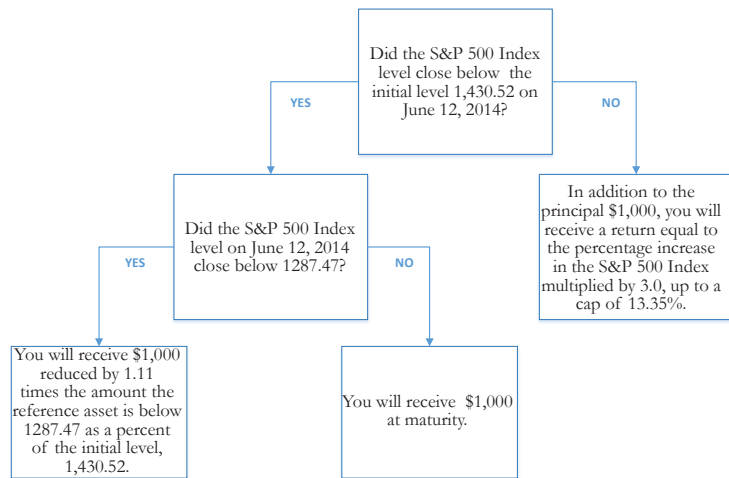 Did the S&P 500 Index
level close below the
initial level 1,430.52 on
June 12, 2014?
YES
NO
Did the S&P 500 Index
level on June 12, 2014
close below 1287.47?
In addition to the
principal $1,000, you will
receive a return equal to
the percentage increase
in the S&P 500 Index
multiplied by 3.0, up to a
cap of 13.35%.
YES
NO
You will receive $1,000
reduced by 1.11
times the amount the
reference asset is below
1287.47 as a percent
of the initial level,
1,430.52.
You will receive $1,000
at maturity.